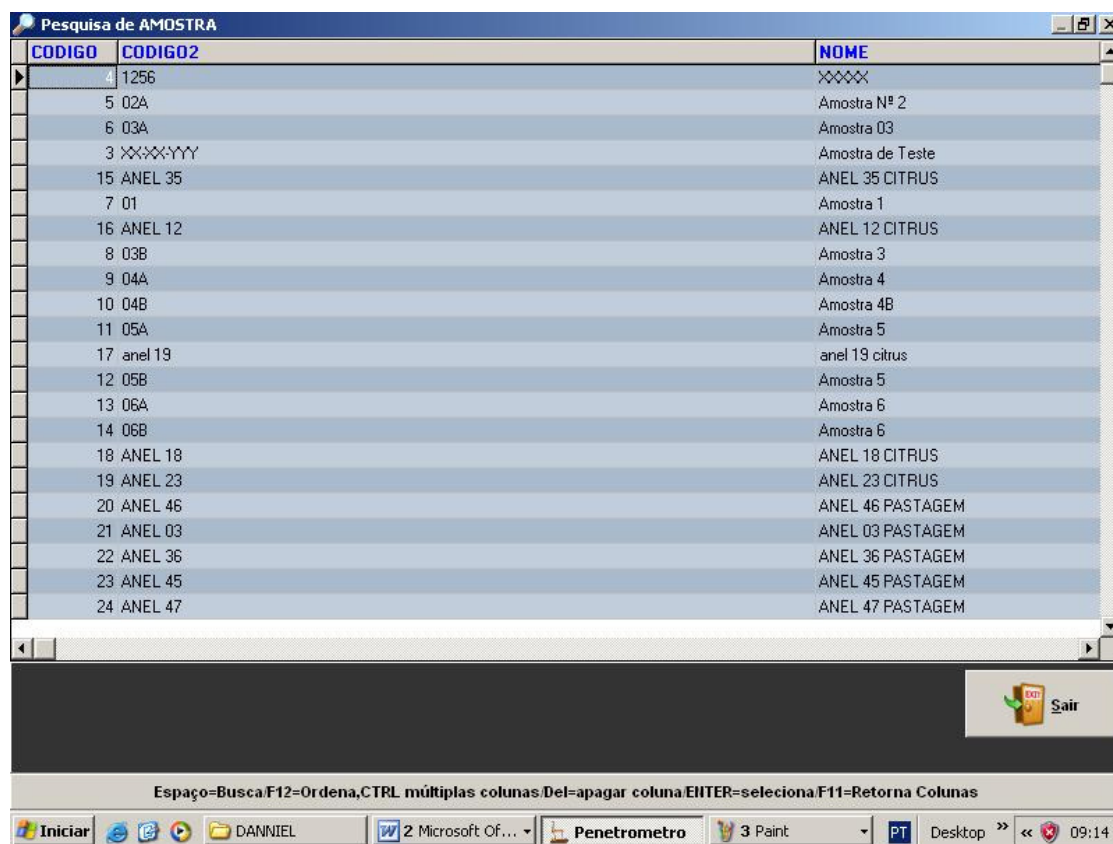 Pesquisa de AMOSTRA
CODIGO CODIGO2 NOME
4 1256 XXXXX
5 02A Amostra Nº 2
6 03A Amostra 03
3 XX-XX-YYY Amostra de Teste
15 ANEL 35 ANEL 35 CITRUS
7 01 Amostra 1
16 ANEL 12 ANEL 12 CITRUS
8 03B Amostra 3
9 04A Amostra 4
10 04B Amostra 4B
11 05A Amostra 5
17 anel 19 anel 19 citrus
12 05B Amostra 5
13 06A Amostra 6
14 06B Amostra 6
18 ANEL 18 ANEL 18 CITRUS
19 ANEL 23 ANEL 23 CITRUS
20 ANEL 46 ANEL 46 PASTAGEM
21 ANEL 03 ANEL 03 PASTAGEM
22 ANEL 36 ANEL 36 PASTAGEM
23 ANEL 45 ANEL 45 PASTAGEM
24 ANEL 47 ANEL 47 PASTAGEM
EXIT
Sair
Espaço=Busca/F12=Ordena,CTRL múltiplas colunas/Del=apagar coluna/ENTER=seleciona/F11=Retorna Colunas
Iniciar DANNIEL 2 Microsoft Of... Penetrometro 3 Paint PT Desktop » « 09:14